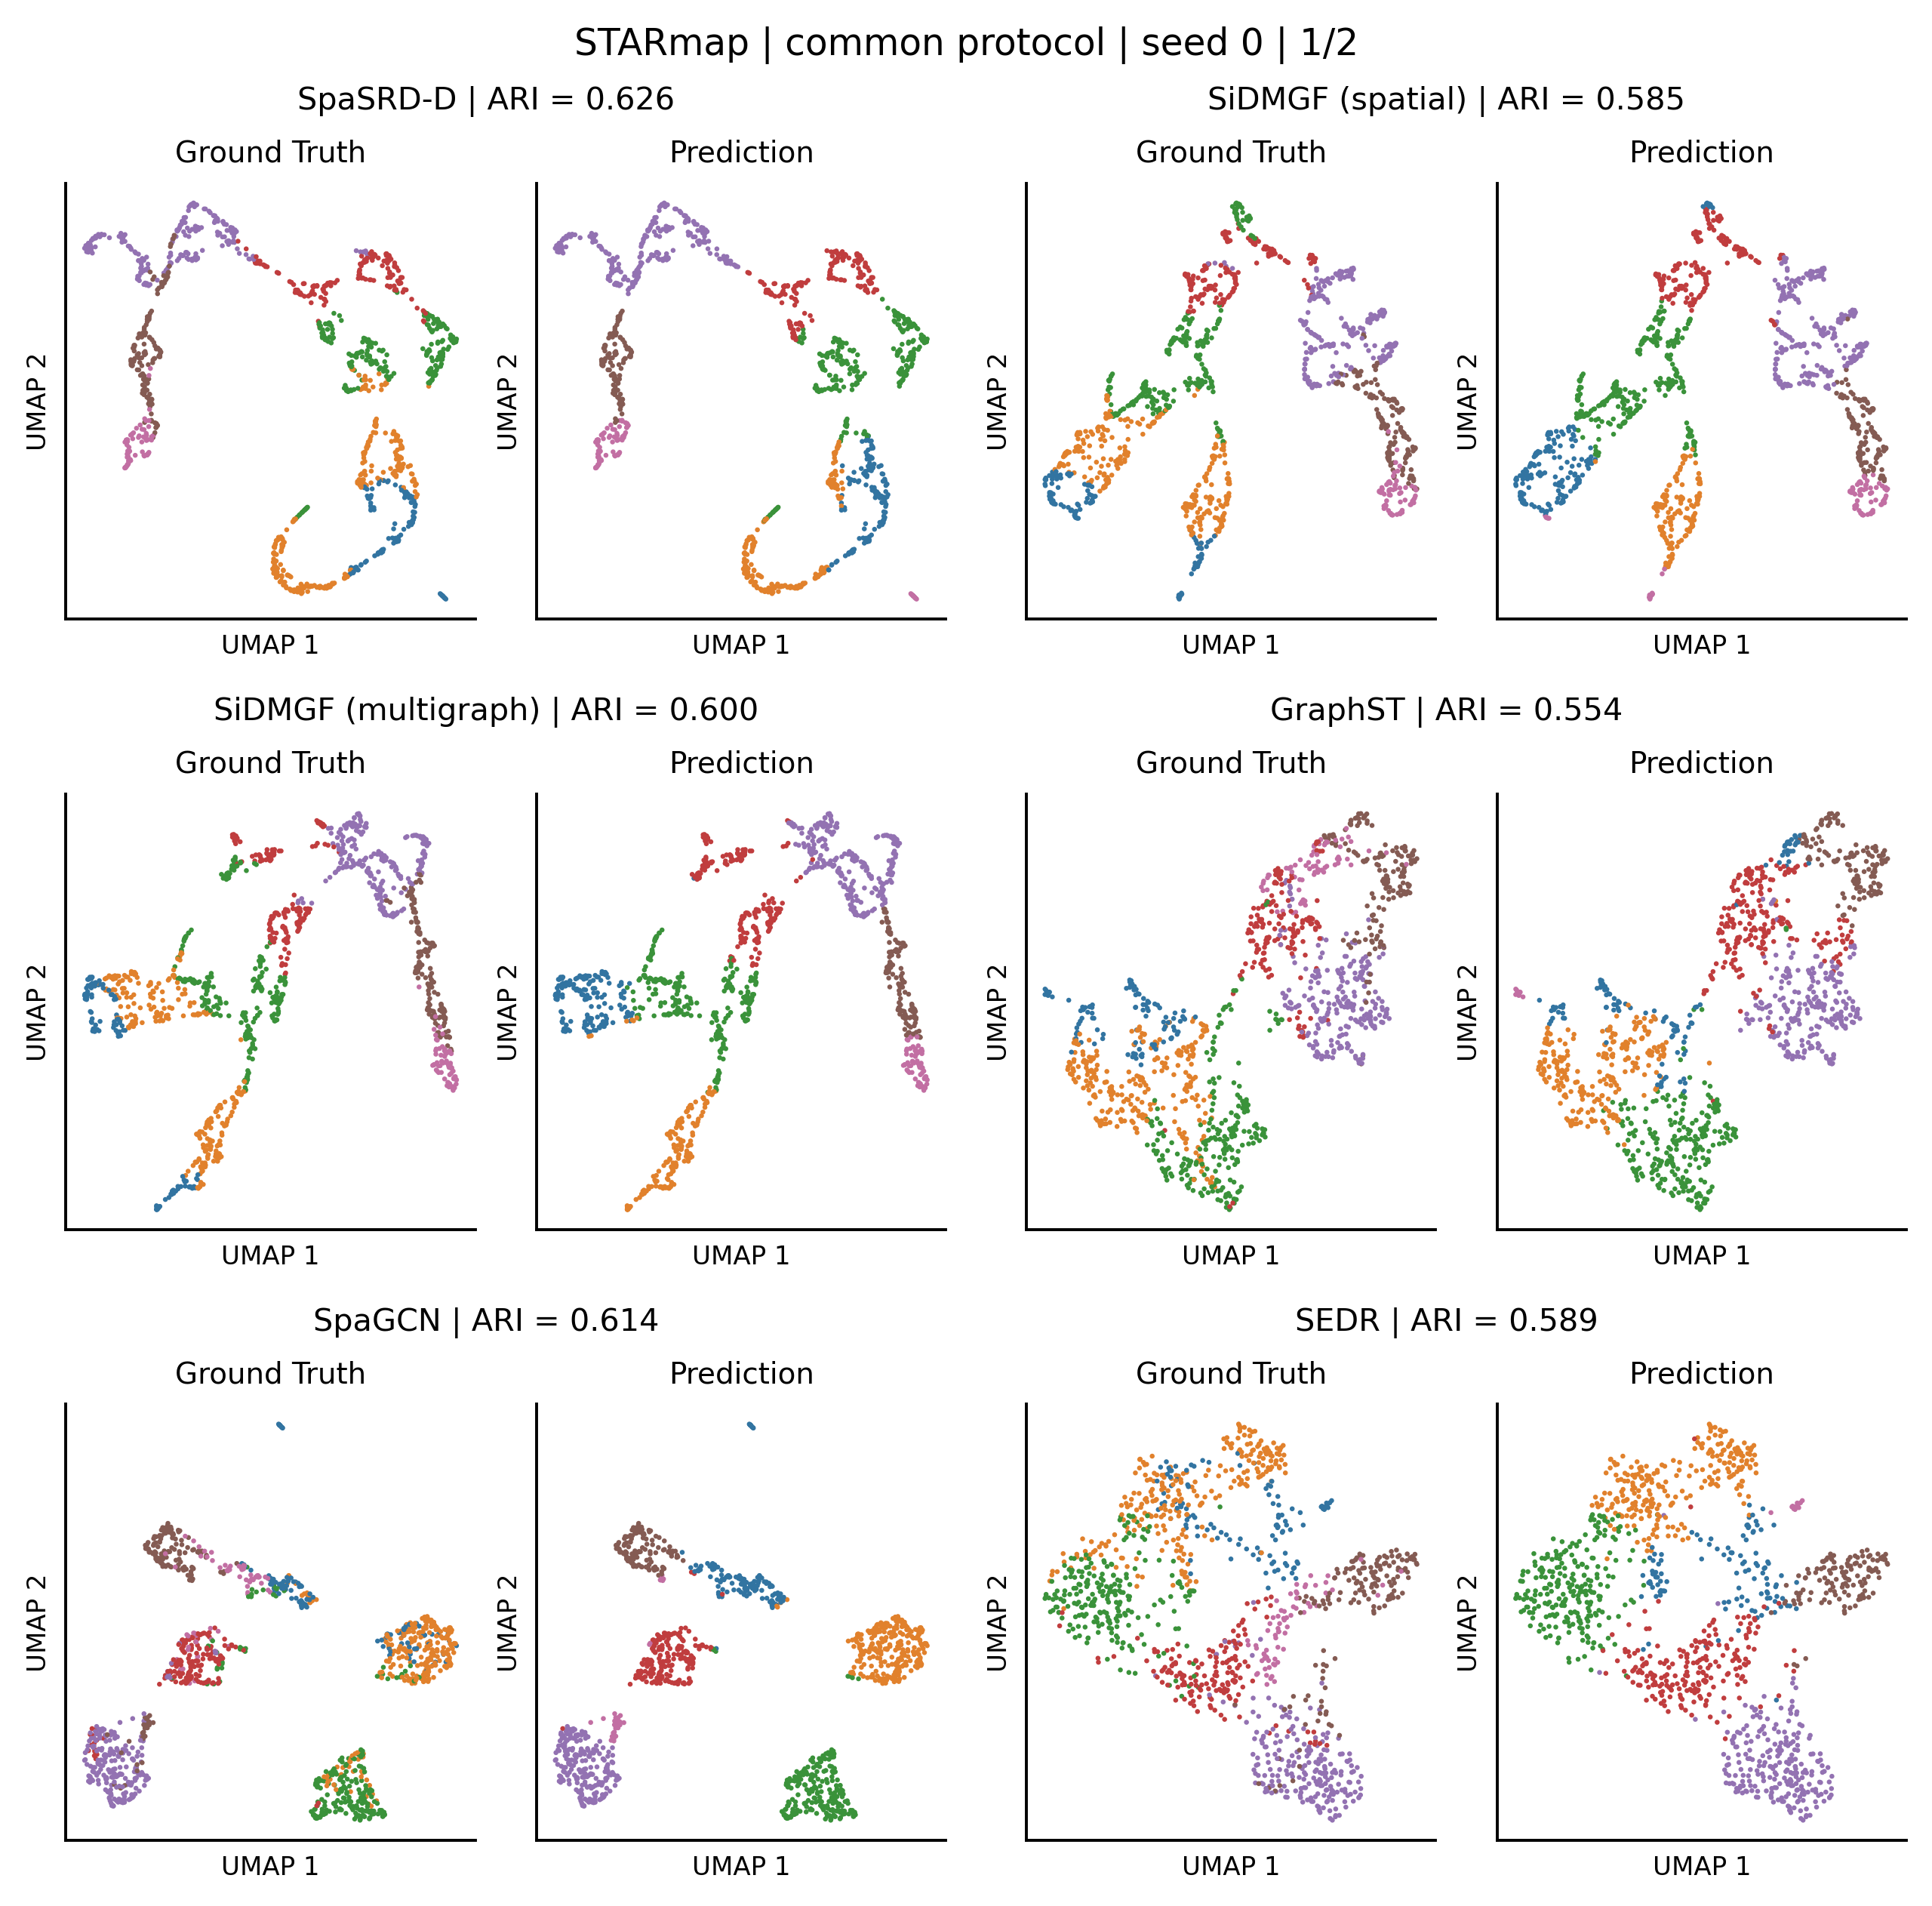 STARmap | common protocol | seed 0 | 1/2
SpaSRD-D | ARI = 0.626
Ground Truth
Prediction
UMAP 2
UMAP 1
UMAP 2
UMAP 1
SiDMGF (spatial) | ARI = 0.585
Ground Truth
Prediction
UMAP 2
UMAP 1
UMAP 2
UMAP 1
SiDMGF (multigraph) | ARI = 0.600
Ground Truth
Prediction
UMAP 2
UMAP 1
UMAP 2
UMAP 1
GraphST | ARI = 0.554
Ground Truth
Prediction
UMAP 2
UMAP 1
UMAP 2
UMAP 1
SpaGCN | ARI = 0.614
Ground Truth
Prediction
UMAP 2
UMAP 1
UMAP 2
UMAP 1
SEDR | ARI = 0.589
Ground Truth
Prediction
UMAP 2
UMAP 1
UMAP 2
UMAP 1